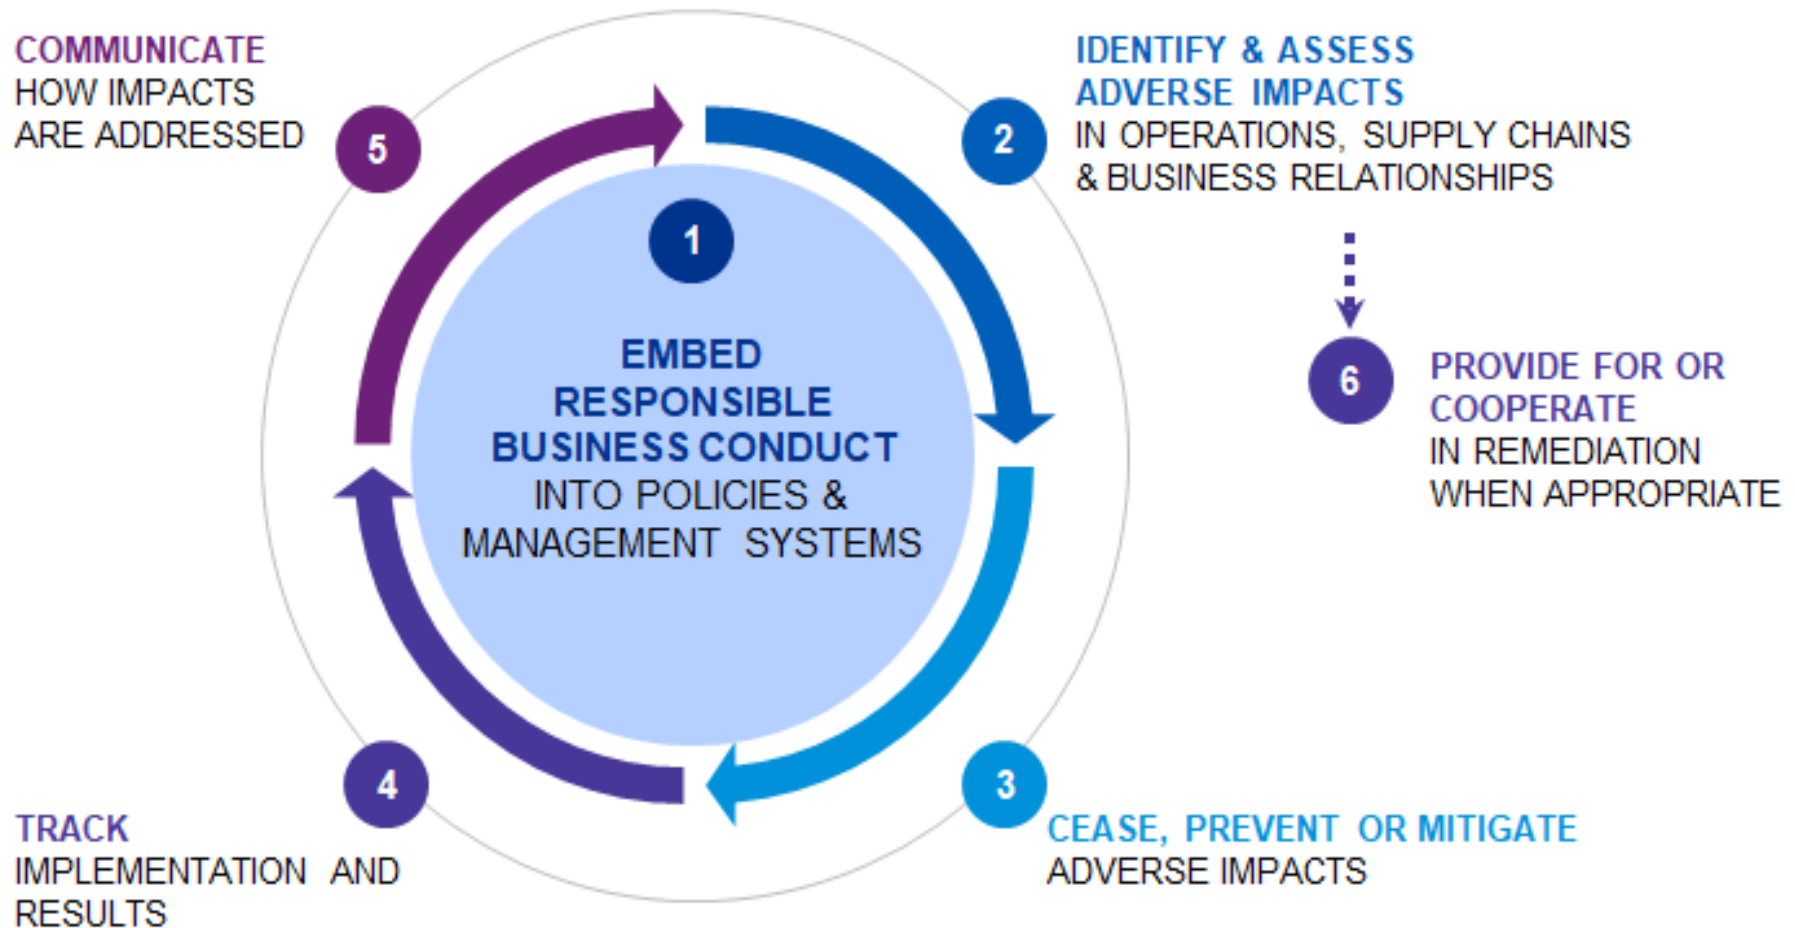 1
EMBED
RESPONSIBLE
BUSINESS CONDUCT
INTO POLICIES &
MANAGEMENT SYSTEMS
2
IDENTIFY & ASSESS
ADVERSE IMPACTS
IN OPERATIONS, SUPPLY CHAINS
& BUSINESS RELATIONSHIPS
3
CEASE, PREVENT OR MITIGATE
ADVERSE IMPACTS
4
TRACK
IMPLEMENTATION AND
RESULTS
5
COMMUNICATE
HOW IMPACTS
ARE ADDRESSED
6
PROVIDE FOR OR
COOPERATE
IN REMEDIATION
WHEN APPROPRIATE